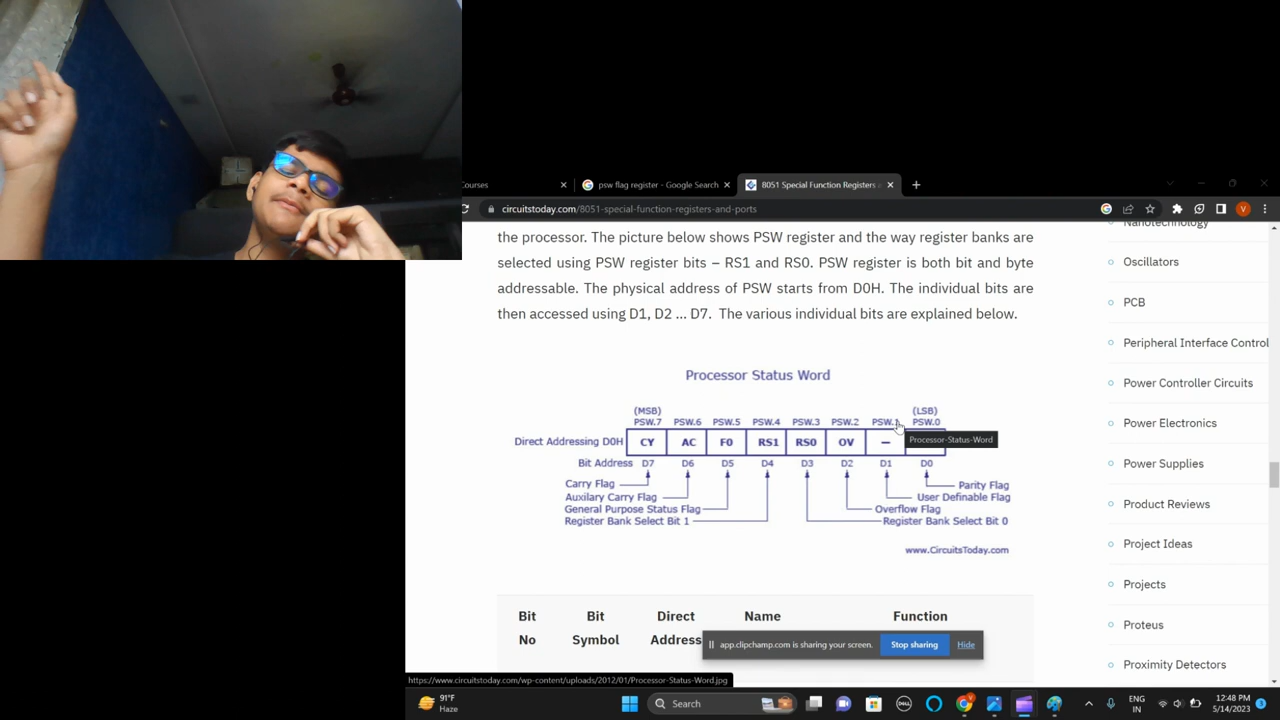 Courses
psw flag register - Google Search
8051 Special Function Registers
circuitstoday.com/8051-special-function-registers-and-ports
the processor. The picture below shows PSW register and the way register banks are
selected using PSW register bits – RS1 and RS0. PSW register is both bit and byte
addressable. The physical address of PSW starts from D0H. The individual bits are
then accessed using D1, D2 … D7. The various individual bits are explained below.
Processor Status Word
(MSB) (LSB)
PSW.7 PSW.6 PSW.5 PSW.4 PSW.3 PSW.2 PSW.1 PSW.0
Direct Addressing D0H CY AC F0 RS1 RS0 OV –
Processor-Status-Word
Bit Address D7 D6 D5 D4 D3 D2 D1 D0
Carry Flag Parity Flag
Auxilary Carry Flag User Definable Flag
General Purpose Status Flag Overflow Flag
Register Bank Select Bit 1 Register Bank Select Bit 0
www.CircuitsToday.com
Bit Bit Direct Name Function
No Symbol Address
Nanotechnology
Oscillators
PCB
Peripheral Interface Control
Power Controller Circuits
Power Electronics
Power Supplies
Product Reviews
Project Ideas
Projects
Proteus
Proximity Detectors
app.clipchamp.com is sharing your screen. Stop sharing Hide
https://www.circuitstoday.com/wp-content/uploads/2012/01/Processor-Status-Word.jpg
91°F
Haze
Search
DELL
ENG
IN
12:48 PM
5/14/2023
V